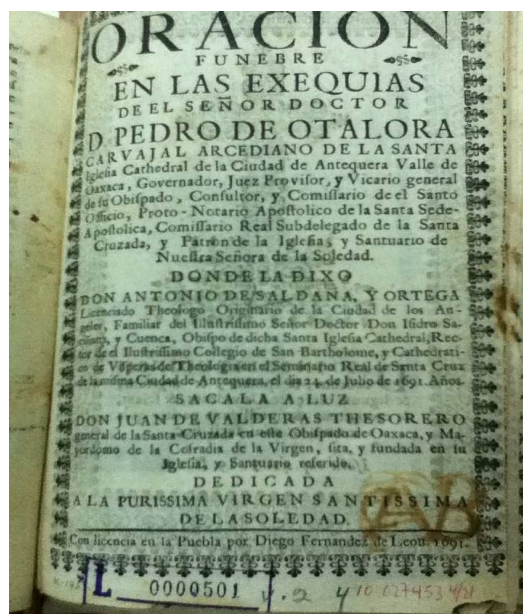 ORACION
FUNEBRE
EN LAS EXEQUIAS
DE EL SEÑOR DOCTOR
D. PEDRO DE OTALORA
CARVAJAL ARCEDIANO DE LA SANTA
Iglesia Cathedral de la Ciudad de Antequera Valle de
Oaxaca, Governador, Juez Proviſor, y Vicario general
de ſu Obiſpado, Conſultor, y Comiſſario de el Santo
Officio, Proto-Notario Apoſtolico de la Santa Sede-
Apoſtolica, Comiſſario Real Subdelegado de la Santa
Cruzada, y Patron de la Igleſia, y Santuario de
Nueſtra Señora de la Soledad.
DONDE LA DIXO
DON ANTONIO DE SALDAÑA, Y ORTEGA
Licenciado Theologo Originario de la Ciudad de los An-
geles, Familiar del Illuſtriſſimo Señor Doctor Don Iſidro Sa-
riñana, y Cuenca, Obiſpo de dicha Santa Igleſia Cathedral, Rec-
tor de el Iluſtriſſimo Collegio de San Bartholome, y Cathedrati-
co de Viſperas de Theologia en el Seminario Real de Santa Cruz
de la miſma Ciudad de Antequera, el dia 24. de Julio de 1691. Años.
SACALA A LUZ
DON JUAN DE VALDERAS THESORERO
general de la Santa Cruzada en eſte Obiſpado de Oaxaca, y Ma-
yordomo de la Cofradia de la Virgen, ſita, y fundada en ſu
Igleſia, y Santuario referido.
DEDICADA
A LA PURISSIMA VIRGEN SANTISSIMA
DE LA SOLEDAD.
Con licencia en la Puebla por Diego Fernandez de Leon. 1691.
L 0000501 v.2 4